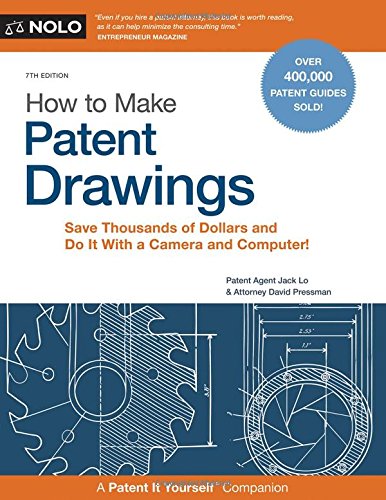 NOLO
"Even if you hire a patent attorney, this book is worth reading,
as it can help minimize the consulting time."
ENTREPRENEUR MAGAZINE
7TH EDITION
OVER
400,000
PATENT GUIDES
SOLD!
How to Make
Patent
Drawings
Save Thousands of Dollars and
Do It With a Camera and Computer!
Patent Agent Jack Lo
& Attorney David Pressman
2.75"
2.55"
1.1"
3.8"
A Patent It Yourself Companion